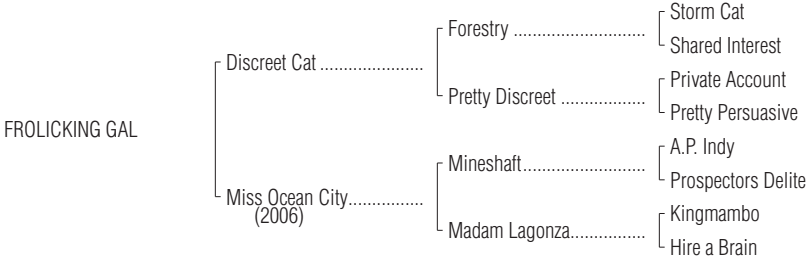 Storm Cat
Forestry ............................
Shared Interest
Discreet Cat ......................
Private Account
Pretty Discreet ..................
Pretty Persuasive
FROLICKING GAL
A.P. Indy
Mineshaft..........................
Prospectors Delite
Miss Ocean City................
(2006)
Kingmambo
Madam Lagonza................
Hire a Brain